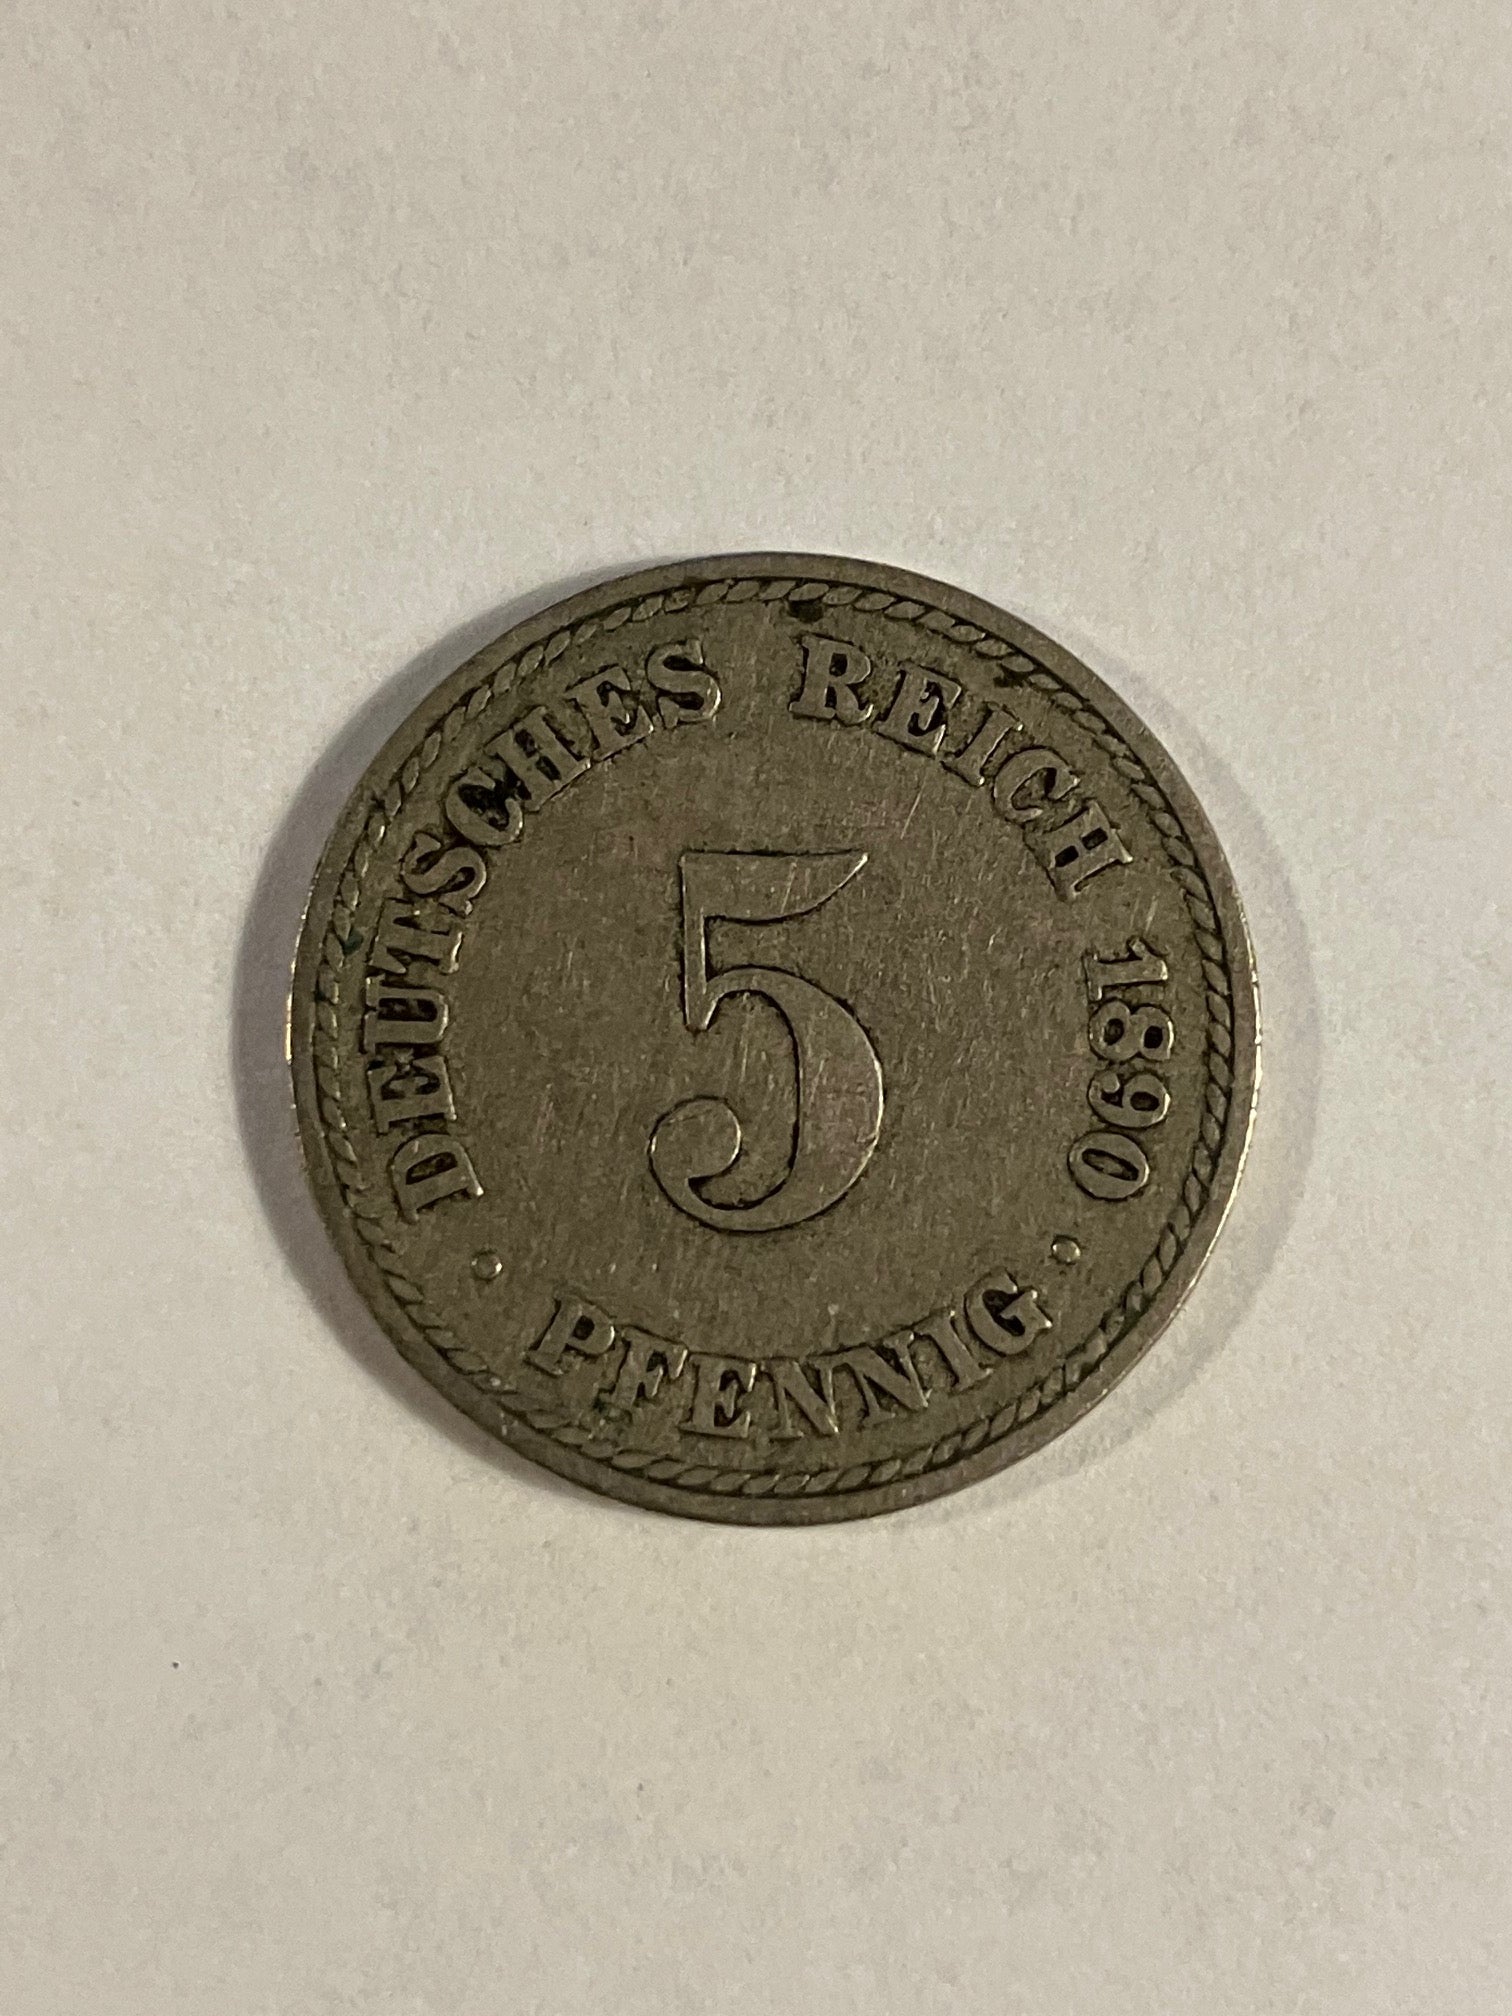 DEUTSCHES REICH 1890
5
· PFENNIG ·